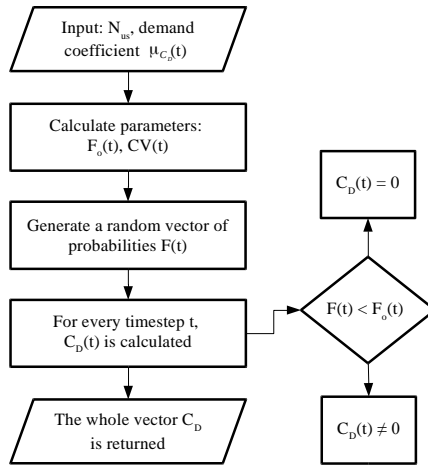 Input: N_us, demand
coefficient μ_C_D(t)
Calculate parameters:
F_o(t), CV(t)
Generate a random vector of
probabilities F(t)
For every timestep t,
C_D(t) is calculated
The whole vector C_D
is returned
C_D(t) = 0
F(t) < F_o(t)
C_D(t) ≠ 0